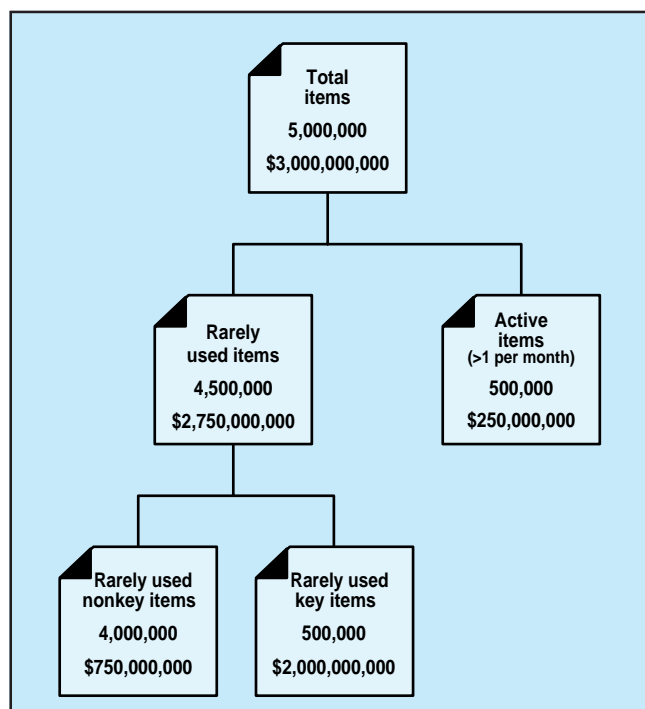 Total
items
5,000,000
$3,000,000,000
Rarely
used items
4,500,000
$2,750,000,000
Active
items
(>1 per month)
500,000
$250,000,000
Rarely used
nonkey items
4,000,000
$750,000,000
Rarely used
key items
500,000
$2,000,000,000